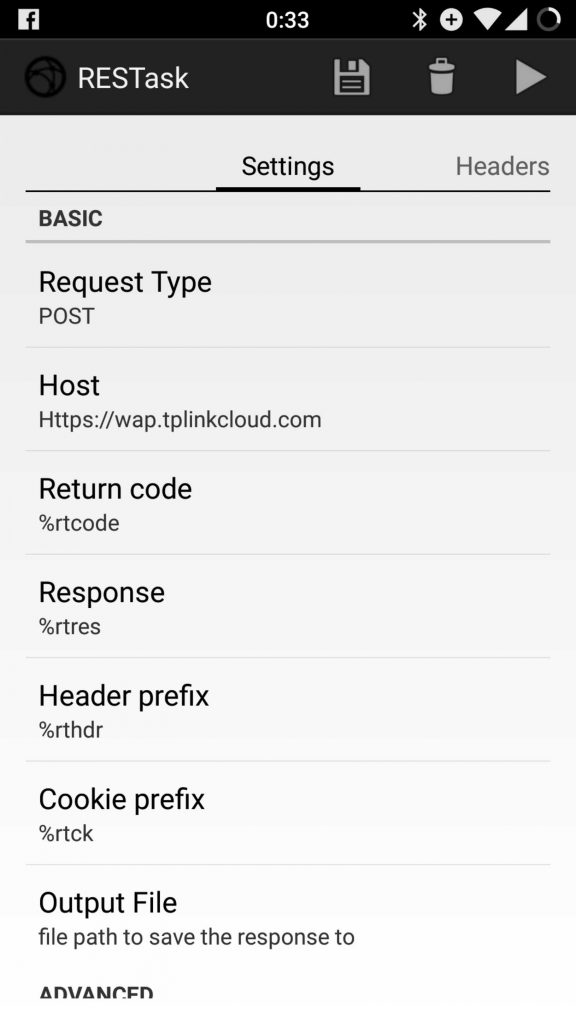 0:33
RESTask
Settings
Headers
BASIC
Request Type
POST
Host
Https://wap.tplinkcloud.com
Return code
%rtcode
Response
%rtres
Header prefix
%rthdr
Cookie prefix
%rtck
Output File
file path to save the response to
ADVANCED